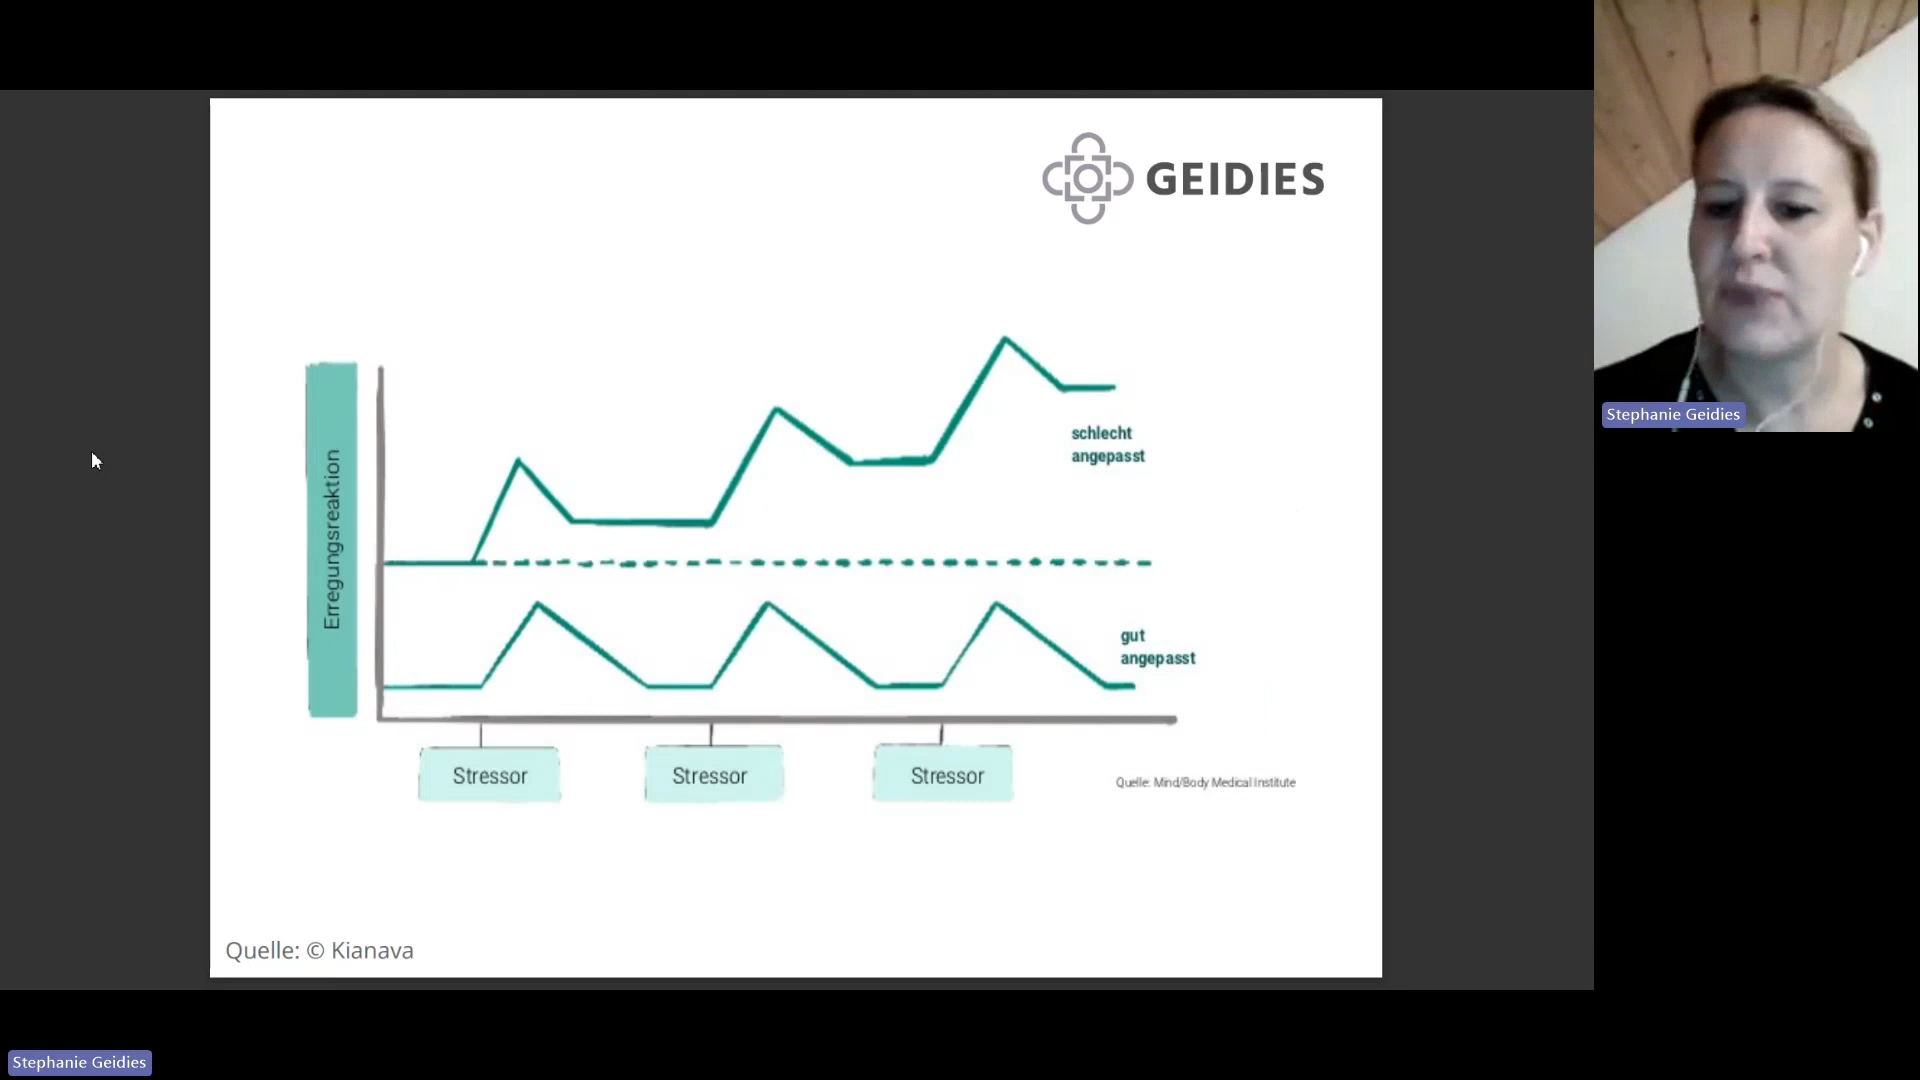 GEIDIES
Erregungsreaktion
schlecht
angepasst
gut
angepasst
Stressor
Stressor
Stressor
Quelle: Mind/Body Medical Institute
Quelle: © Kianava
Stephanie Geidies
Stephanie Geidies